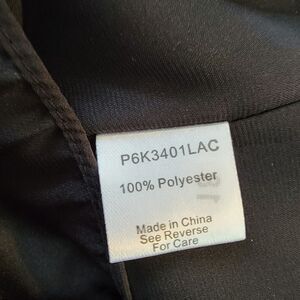 P6K3401LAC
100% Polyester
Made in China
See Reverse
For Care